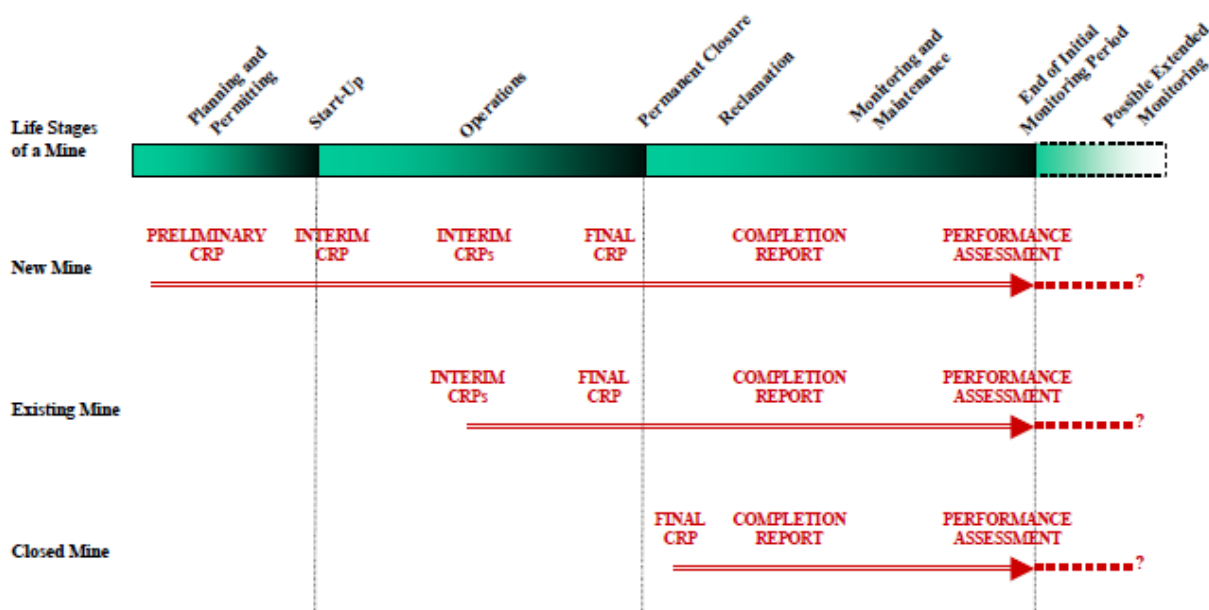 Planning and
Permitting
Start-Up
Operations
Permanent Closure
Reclamation
Monitoring and
Maintenance
End of Initial
Monitoring Period
Possible Extended
Monitoring
Life Stages
of a Mine
PRELIMINARY
CRP
INTERIM
CRP
INTERIM
CRPs
FINAL
CRP
COMPLETION
REPORT
PERFORMANCE
ASSESSMENT
New Mine
?
INTERIM
CRPs
FINAL
CRP
COMPLETION
REPORT
PERFORMANCE
ASSESSMENT
Existing Mine
?
FINAL
CRP
COMPLETION
REPORT
PERFORMANCE
ASSESSMENT
Closed Mine
?